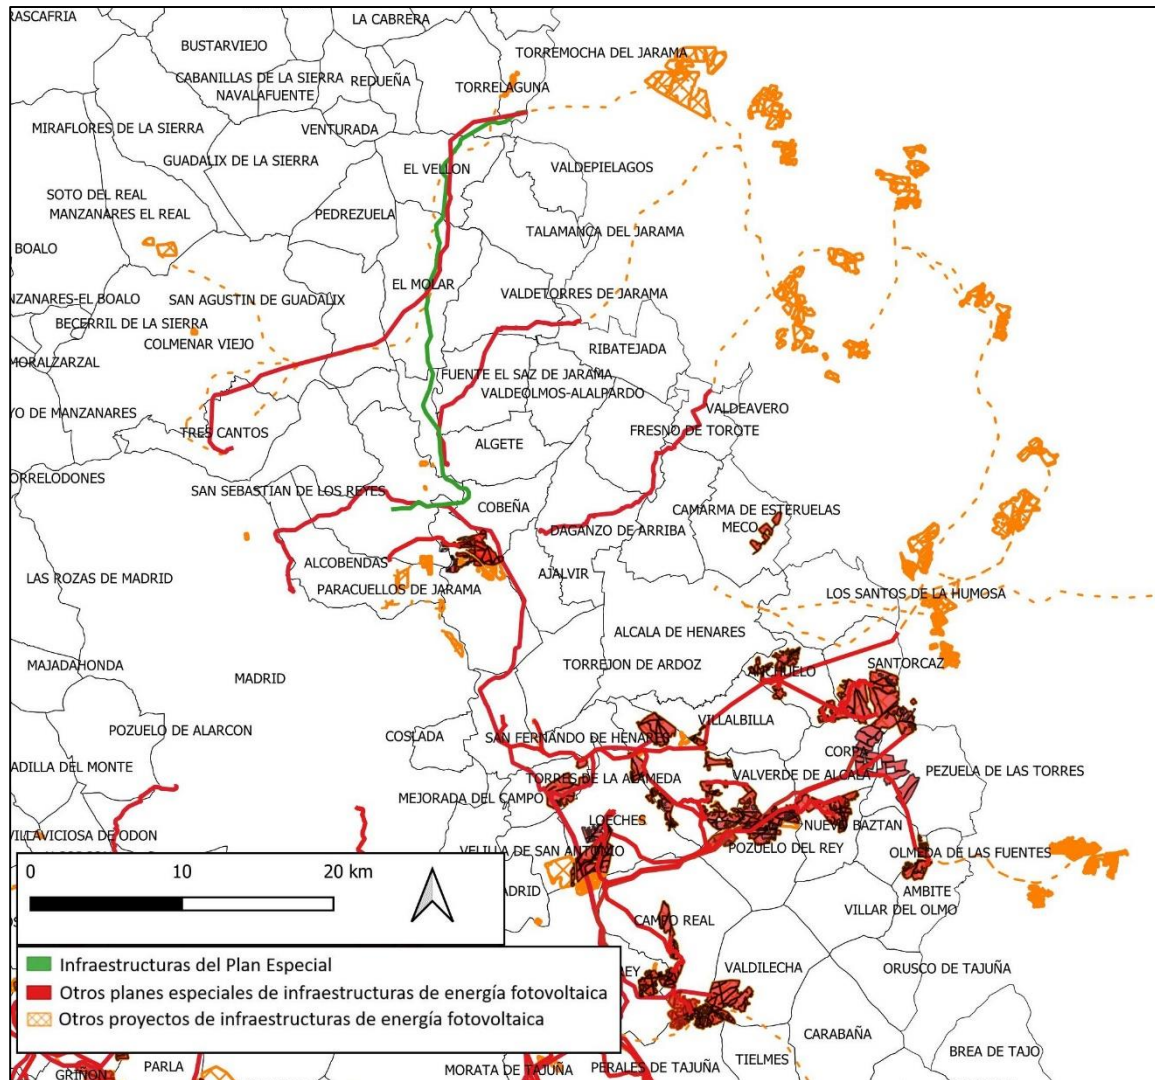 RASCAFRIA
LA CABRERA
BUSTARVIEJO
TORREMOCHA DEL JARAMA
CABANILLAS DE LA SIERRA
REDUEÑA
NAVALAFUENTE
TORRELAGUNA
MIRAFLORES DE LA SIERRA
VENTURADA
GUADALIX DE LA SIERRA
EL VELLON
VALDEPIELAGOS
SOTO DEL REAL
MANZANARES EL REAL
PEDREZUELA
BOALO
TALAMANCA DEL JARAMA
EL MOLAR
NZANARES-EL BOALO
SAN AGUSTIN DE GUADALIX
VALDETORRES DE JARAMA
BECERRIL DE LA SIERRA
COLMENAR VIEJO
RIBATEJADA
MORALZARZAL
FUENTE EL SAZ DE JARAMA
VALDEOLMOS-ALALPARDO
YO DE MANZANARES
VALDEAVERO
TRES CANTOS
ALGETE
FRESNO DE TOROTE
ORRELODONES
SAN SEBASTIAN DE LOS REYES
COBEÑA
CAMARMA DE ESTERUELAS
MECO
DAGANZO DE ARRIBA
ALCOBENDAS
AJALVIR
LAS ROZAS DE MADRID
PARACUELLOS DE JARAMA
LOS SANTOS DE LA HUMOSA
ALCALA DE HENARES
MAJADAHONDA
MADRID
TORREJON DE ARDOZ
ANCHUELO
SANTORCAZ
POZUELO DE ALARCON
COSLADA
SAN FERNANDO DE HENARES
VILLALBILLA
CORPA
ADILLA DEL MONTE
TORRES DE LA ALAMEDA
VALVERDE DE ALCALA
PEZUELA DE LAS TORRES
MEJORADA DEL CAMPO
LOECHES
NUEVO BAZTAN
VILLAVICIOSA DE ODON
VELILLA DE SAN ANTONIO
POZUELO DEL REY
OLMEDA DE LAS FUENTES
0 10 20 km
ADRID
AMBITE
VILLAR DEL OLMO
CAMPO REAL
Infraestructuras del Plan Especial
EY
VALDILECHA
ORUSCO DE TAJUÑA
Otros planes especiales de infraestructuras de energía fotovoltaica
Otros proyectos de infraestructuras de energía fotovoltaica
CARABAÑA
BREA DE TAJO
GRIÑON
PARLA
MORATA DE TAJUÑA
PERALES DE TAJUÑA
TIELMES